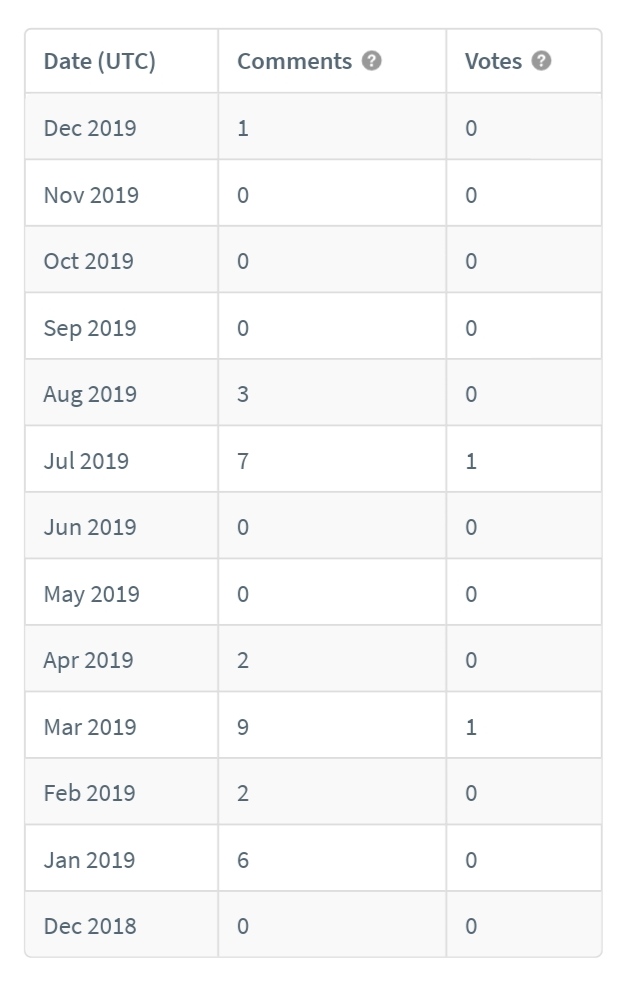 Date (UTC) Comments ? Votes ?
Dec 2019 1 0
Nov 2019 0 0
Oct 2019 0 0
Sep 2019 0 0
Aug 2019 3 0
Jul 2019 7 1
Jun 2019 0 0
May 2019 0 0
Apr 2019 2 0
Mar 2019 9 1
Feb 2019 2 0
Jan 2019 6 0
Dec 2018 0 0